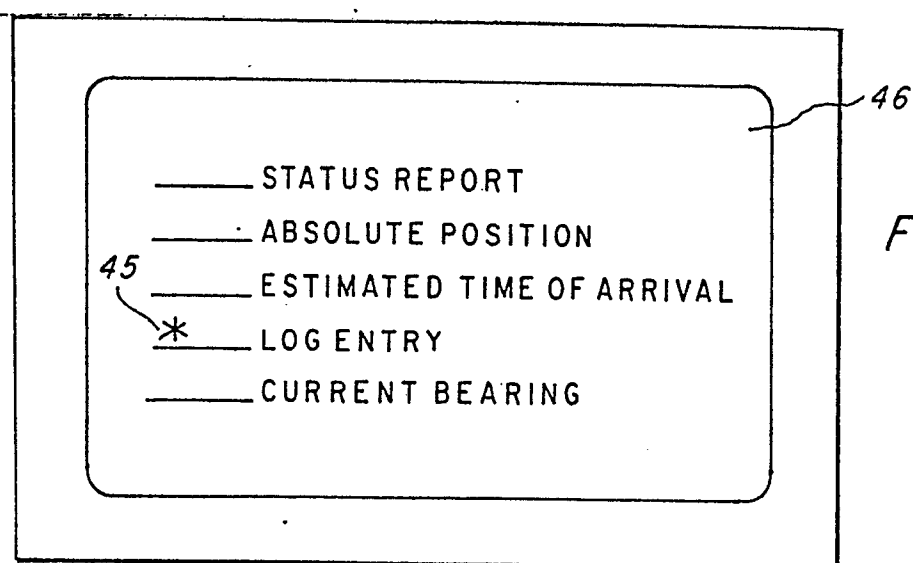 46
STATUS REPORT
F
ABSOLUTE POSITION
45
ESTIMATED TIME OF ARRIVAL
* LOG ENTRY
CURRENT BEARING